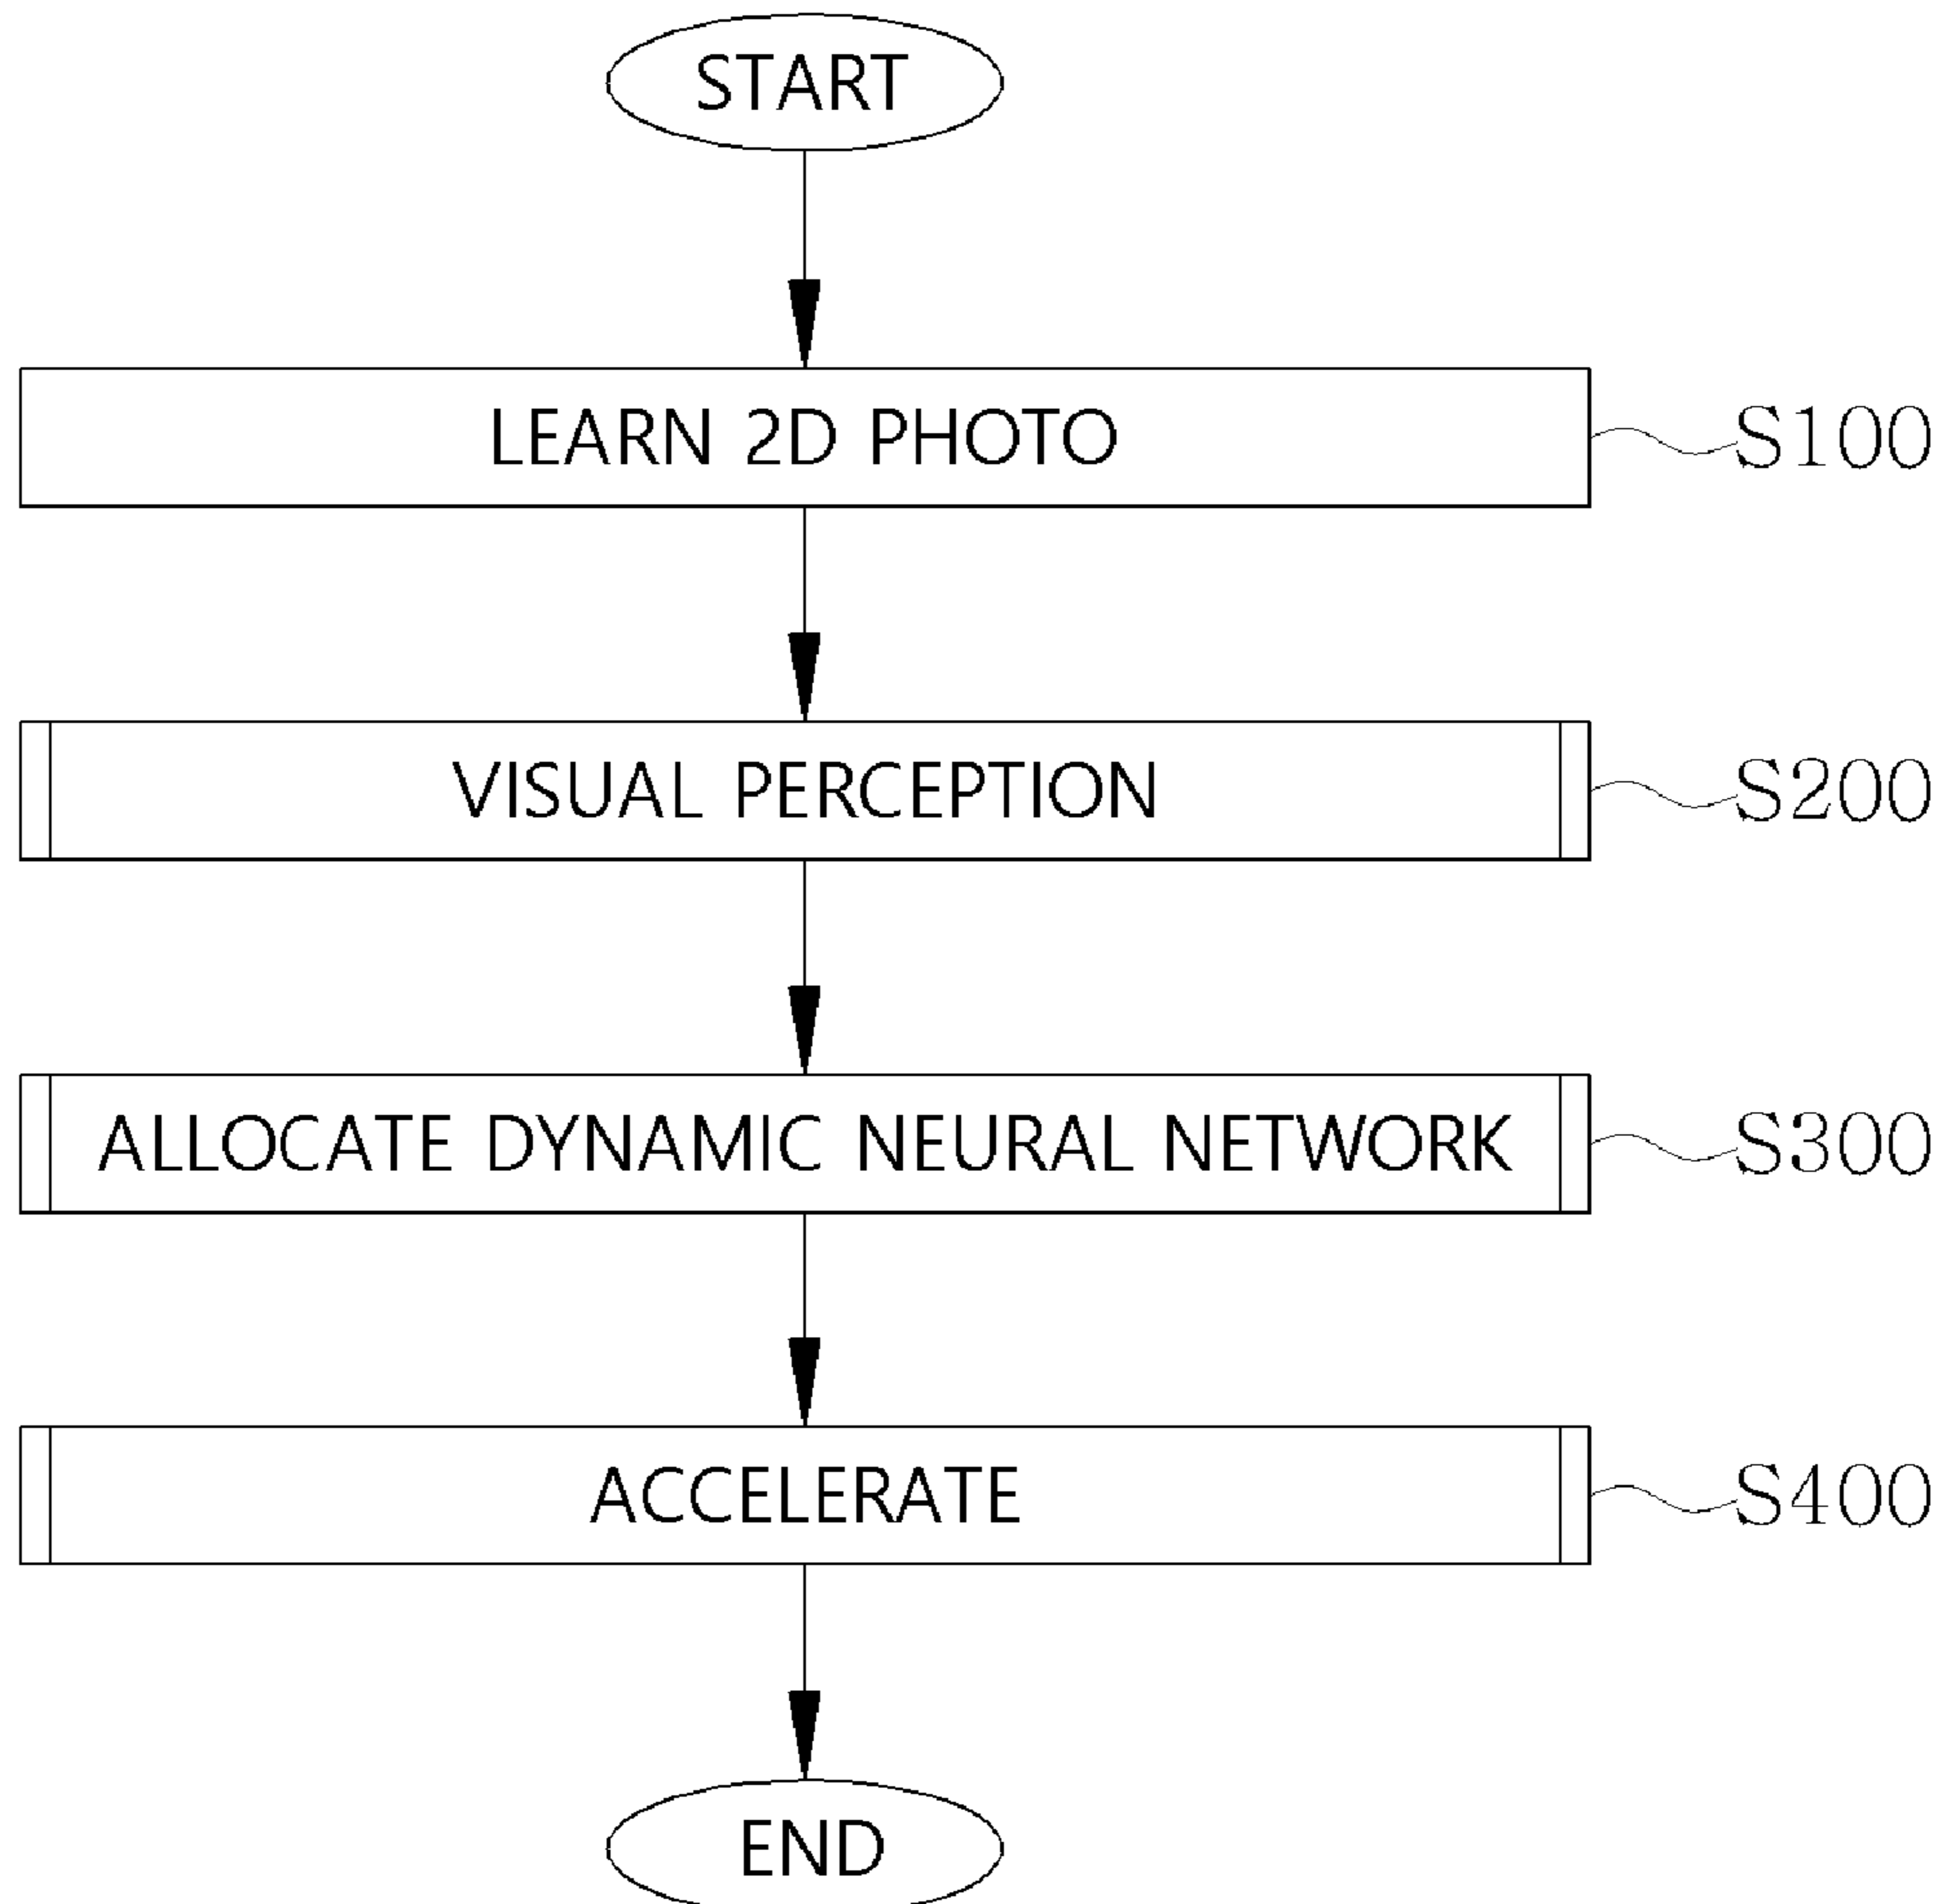 START
LEARN 2D PHOTO S100
VISUAL PERCEPTION S200
ALLOCATE DYNAMIC NEURAL NETWORK S300
ACCELERATE S400
END